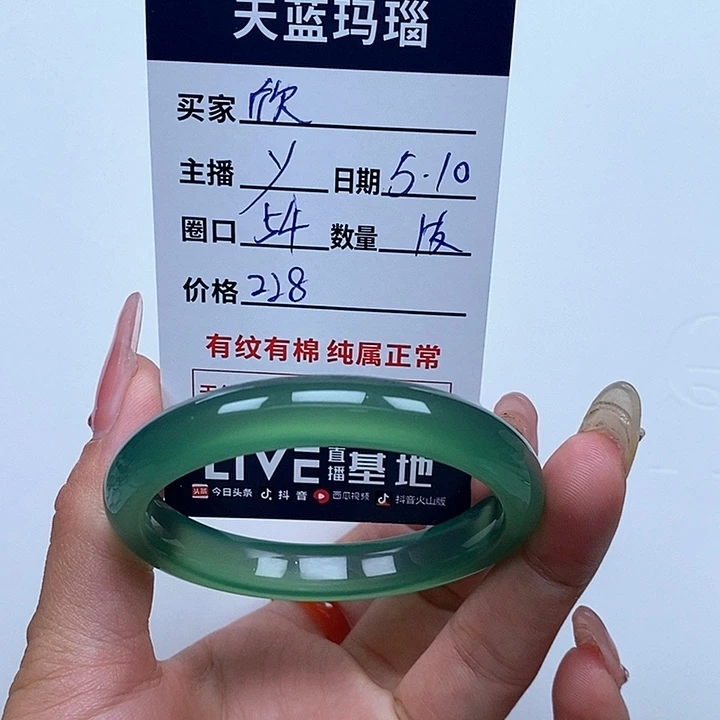 天蓝玛瑙
买家 欣
主播 y 日期 5.10
圈口 54 数量
价格 228
有纹有棉 纯属正常
LIVE 直播 基地
今日头条 抖音 西瓜视频 抖音火山版